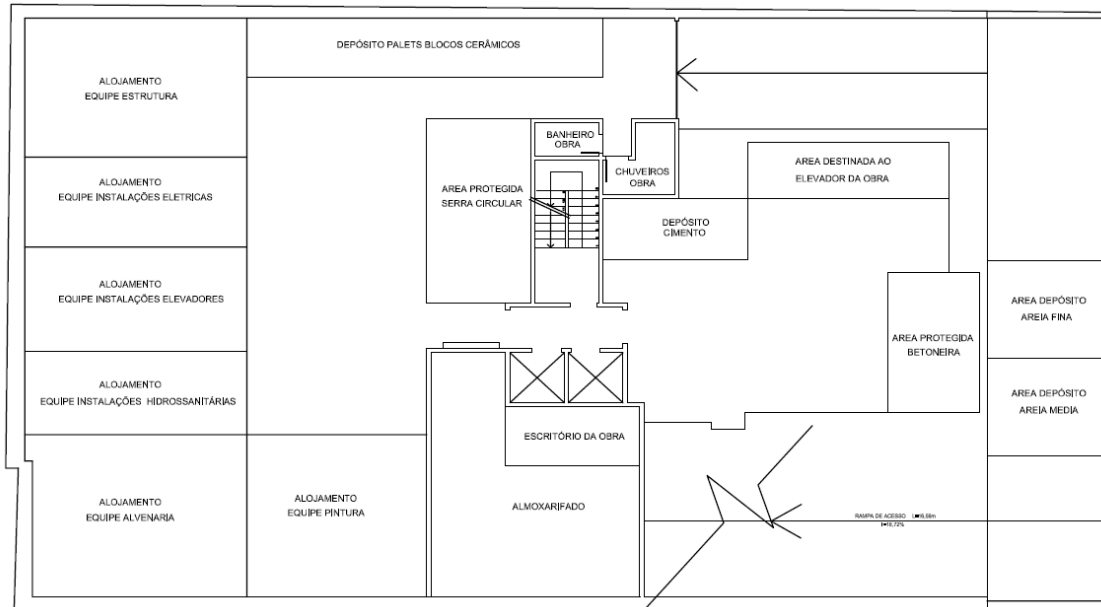 DEPÓSITO PALETS BLOCOS CERÂMICOS
ALOJAMENTO
EQUIPE ESTRUTURA
BANHEIRO
OBRA
CHUVEIROS
OBRA
AREA DESTINADA AO
ELEVADOR DA OBRA
ALOJAMENTO
EQUIPE INSTALAÇÕES ELETRICAS
AREA PROTEGIDA
SERRA CIRCULAR
DEPÓSITO
CIMENTO
ALOJAMENTO
EQUIPE INSTALAÇÕES ELEVADORES
AREA DEPÓSITO
AREIA FINA
AREA PROTEGIDA
BETONEIRA
ALOJAMENTO
EQUIPE INSTALAÇÕES HIDROSSANITÁRIAS
AREA DEPÓSITO
AREIA MEDIA
ESCRITÓRIO DA OBRA
ALOJAMENTO
EQUIPE ALVENARIA
ALOJAMENTO
EQUIPE PINTURA
ALMOXARIFADO
RAMPA DE ACESSO